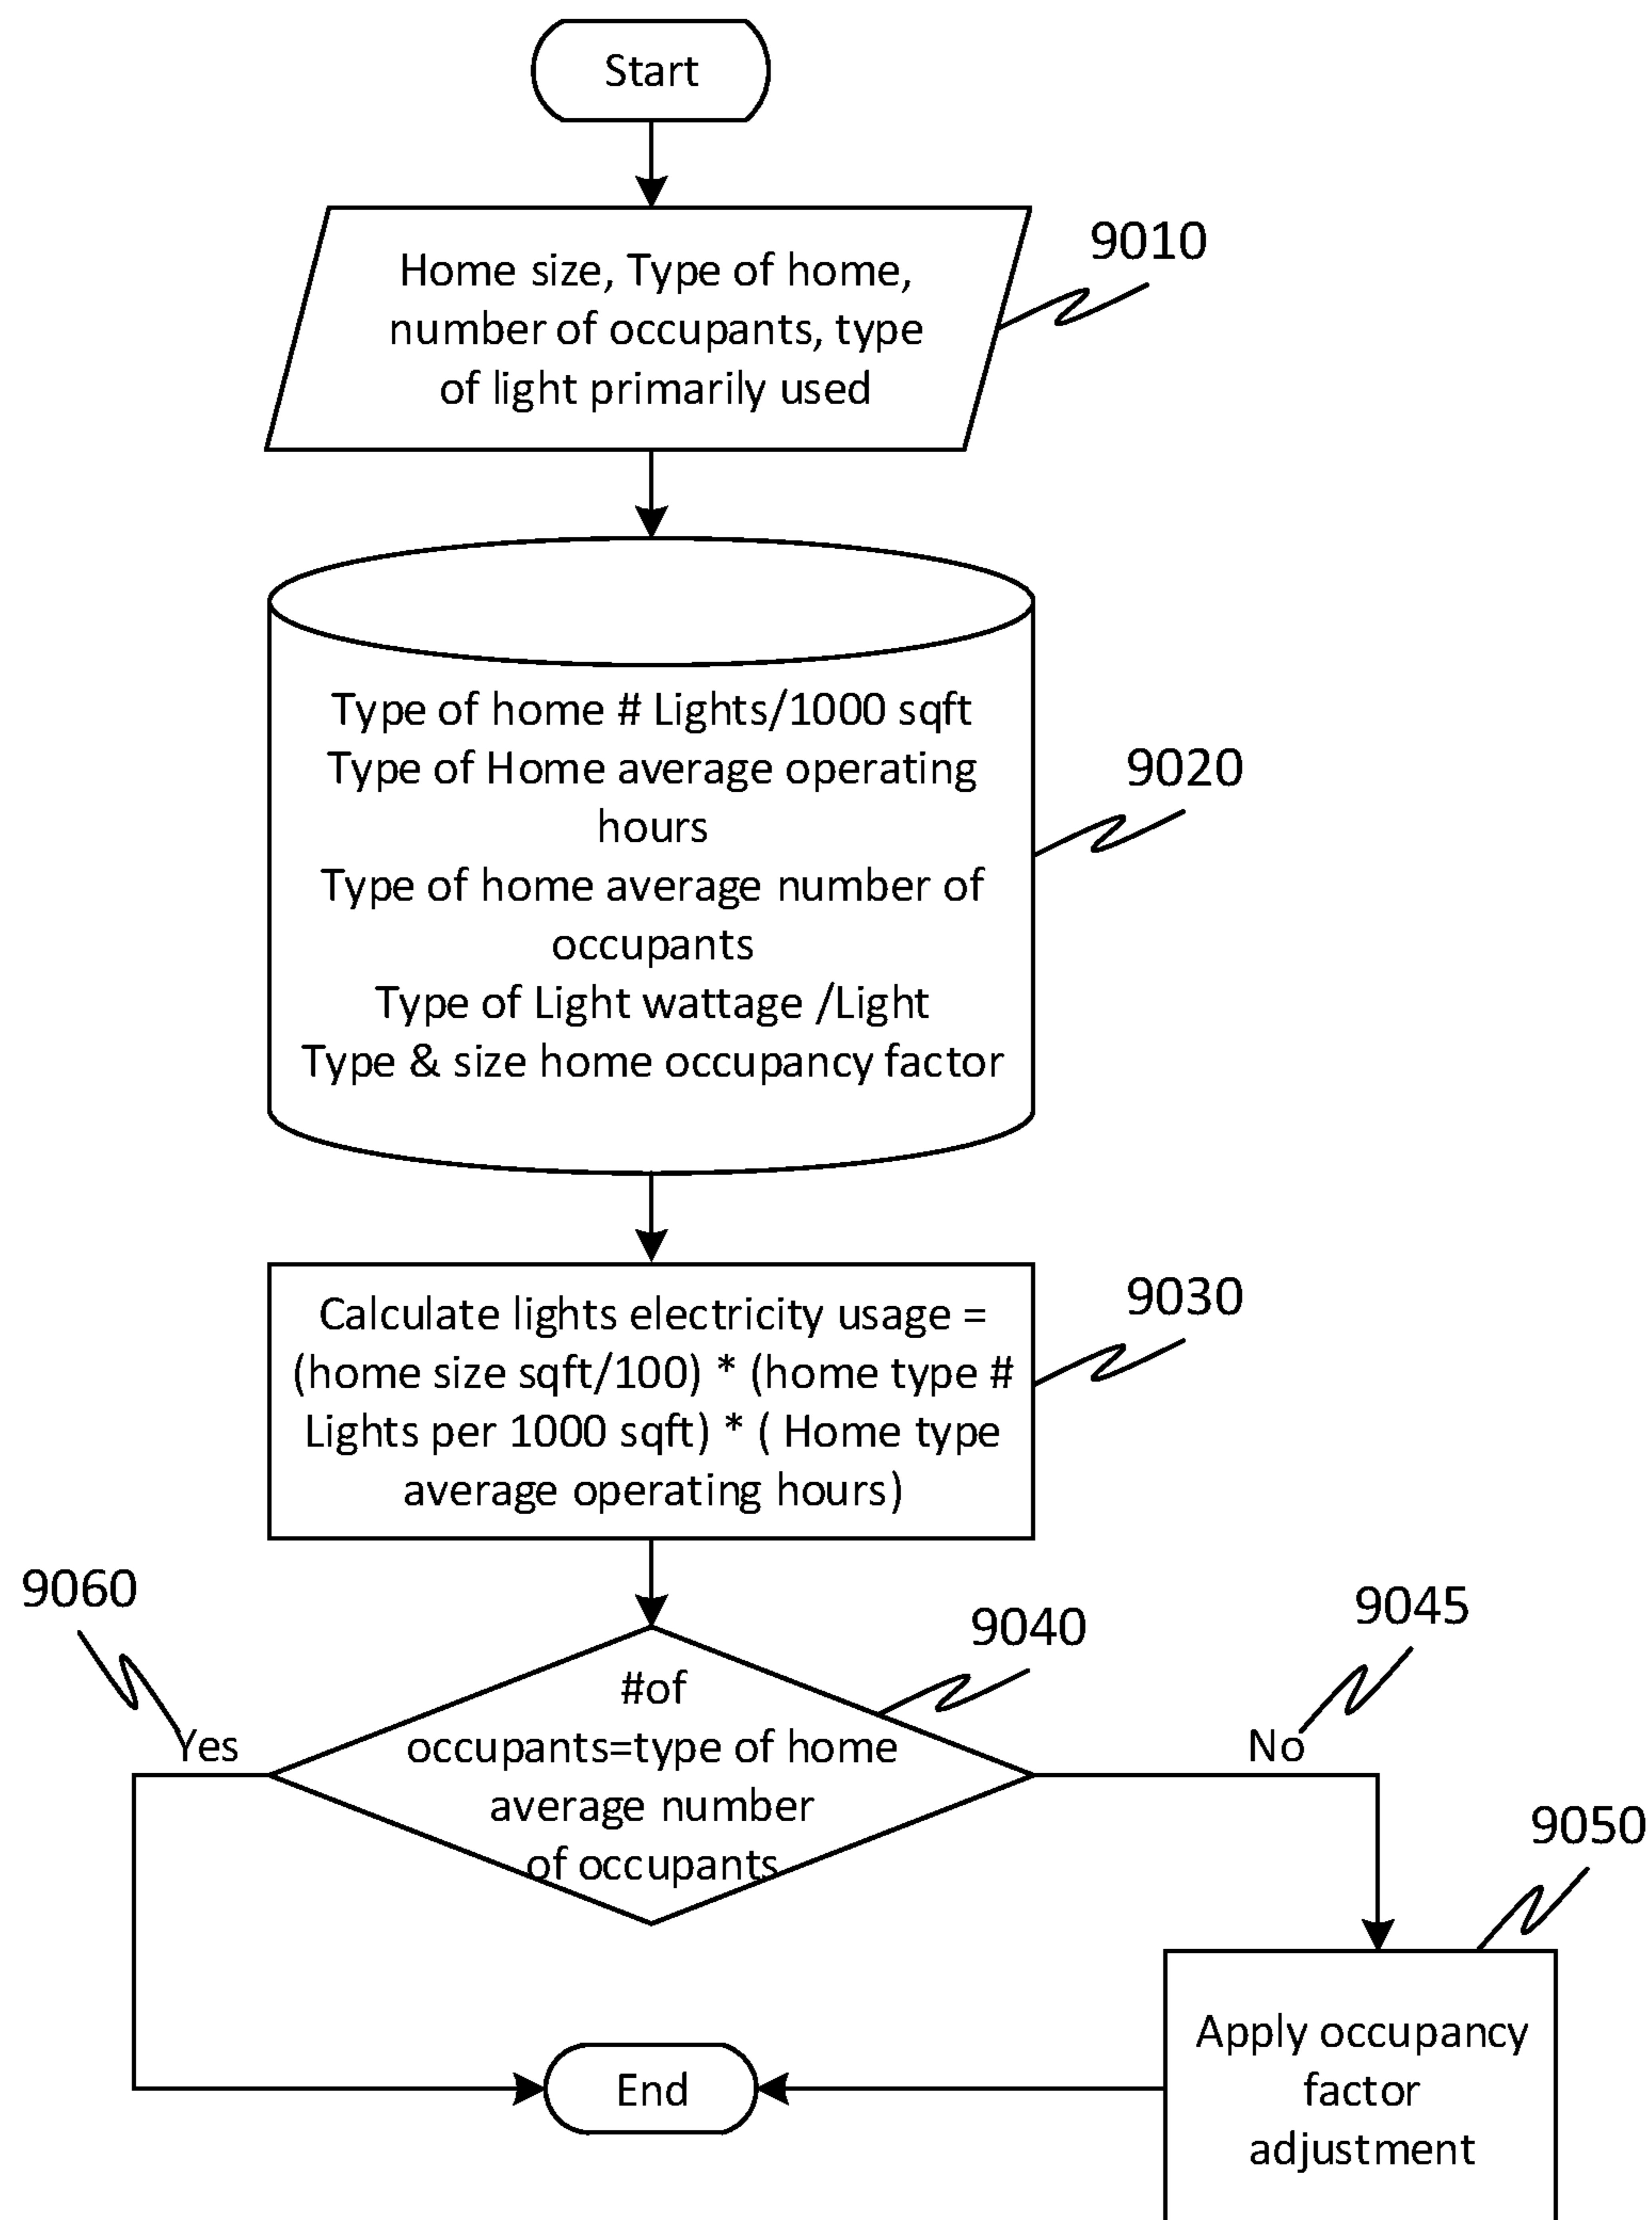 Start
9010
Home size, Type of home,
number of occupants, type
of light primarily used
Type of home # Lights/1000 sqft
Type of Home average operating
hours
Type of home average number of
occupants
Type of Light wattage /Light
Type & size home occupancy factor
9020
Calculate lights electricity usage =
(home size sqft/100) * (home type #
Lights per 1000 sqft) * ( Home type
average operating hours)
9030
9060
9040
9045
#of
occupants=type of home
average number
of occupants
Yes
No
9050
Apply occupancy
factor
adjustment
End